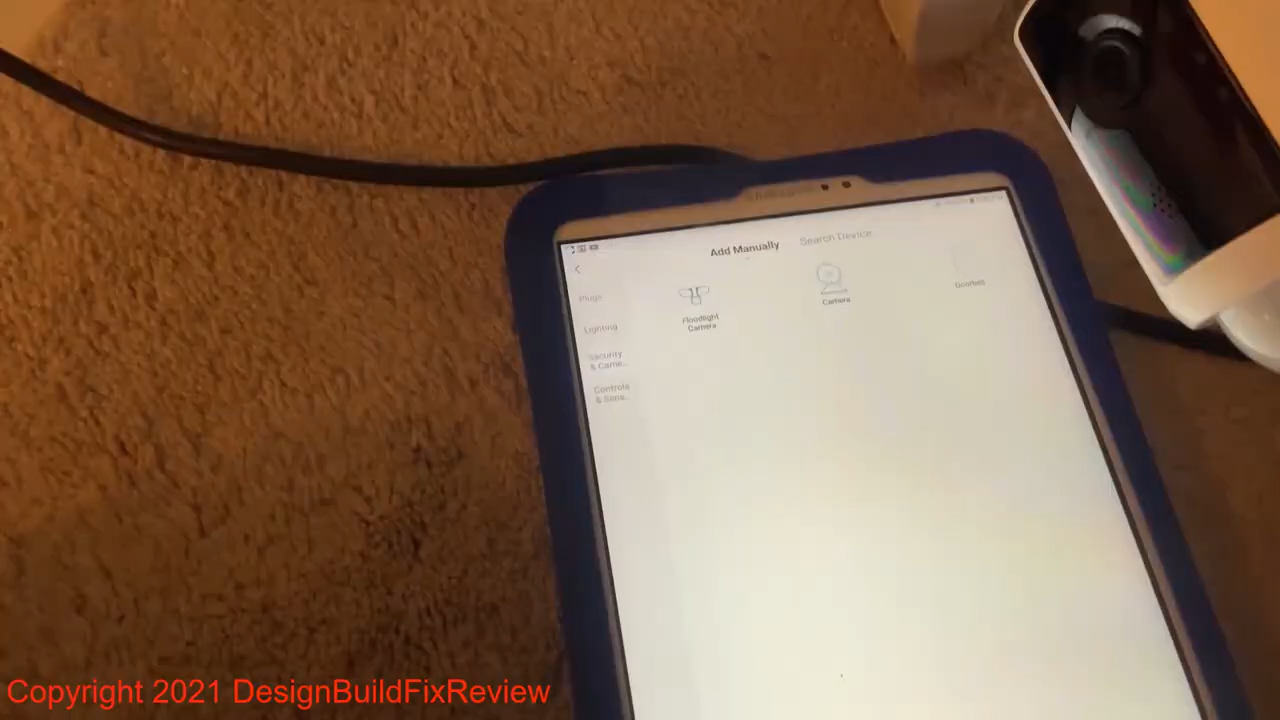 Add Manually
Search Device
Plugs
Lighting
Security
& Came...
Controls
& Sens...
Floodlight
Camera
Camera
Doorbell
Copyright 2021 DesignBuildFixReview